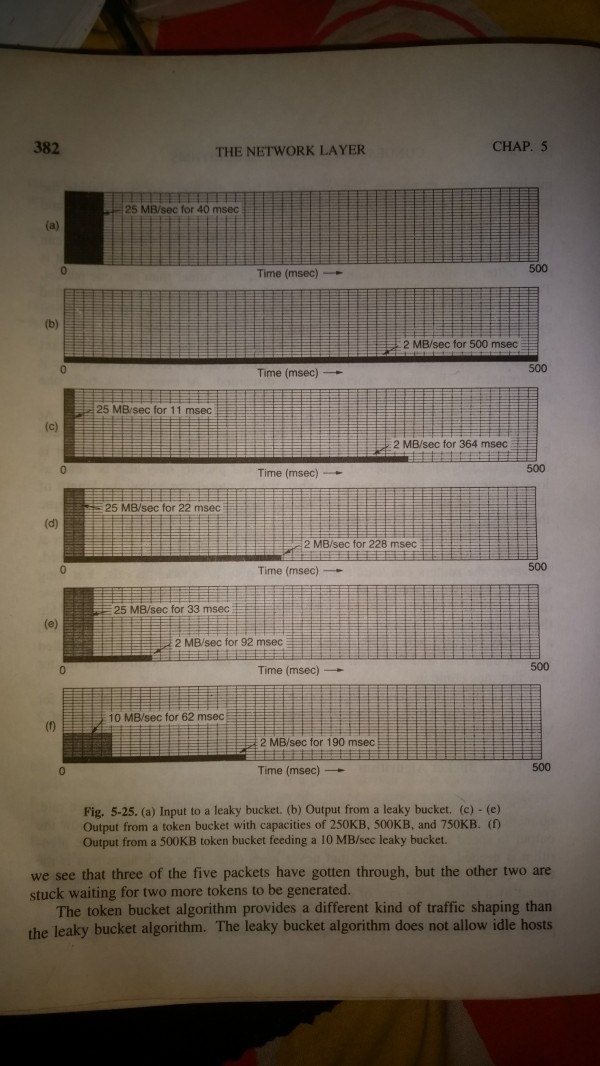 382
THE NETWORK LAYER
CHAP. 5
(a)
25 MB/sec for 40 msec
0
Time (msec) →
500
(b)
2 MB/sec for 500 msec
0
Time (msec) →
500
(c)
25 MB/sec for 11 msec
2 MB/sec for 364 msec
0
Time (msec) →
500
(d)
25 MB/sec for 22 msec
2 MB/sec for 228 msec
0
Time (msec) →
500
(e)
25 MB/sec for 33 msec
2 MB/sec for 92 msec
0
Time (msec) →
500
(f)
10 MB/sec for 62 msec
2 MB/sec for 190 msec
0
Time (msec) →
500
Fig. 5-25. (a) Input to a leaky bucket. (b) Output from a leaky bucket. (c) - (e)
Output from a token bucket with capacities of 250KB, 500KB, and 750KB. (f)
Output from a 500KB token bucket feeding a 10 MB/sec leaky bucket.
we see that three of the five packets have gotten through, but the other two are
stuck waiting for two more tokens to be generated.
The token bucket algorithm provides a different kind of traffic shaping than
the leaky bucket algorithm. The leaky bucket algorithm does not allow idle hosts